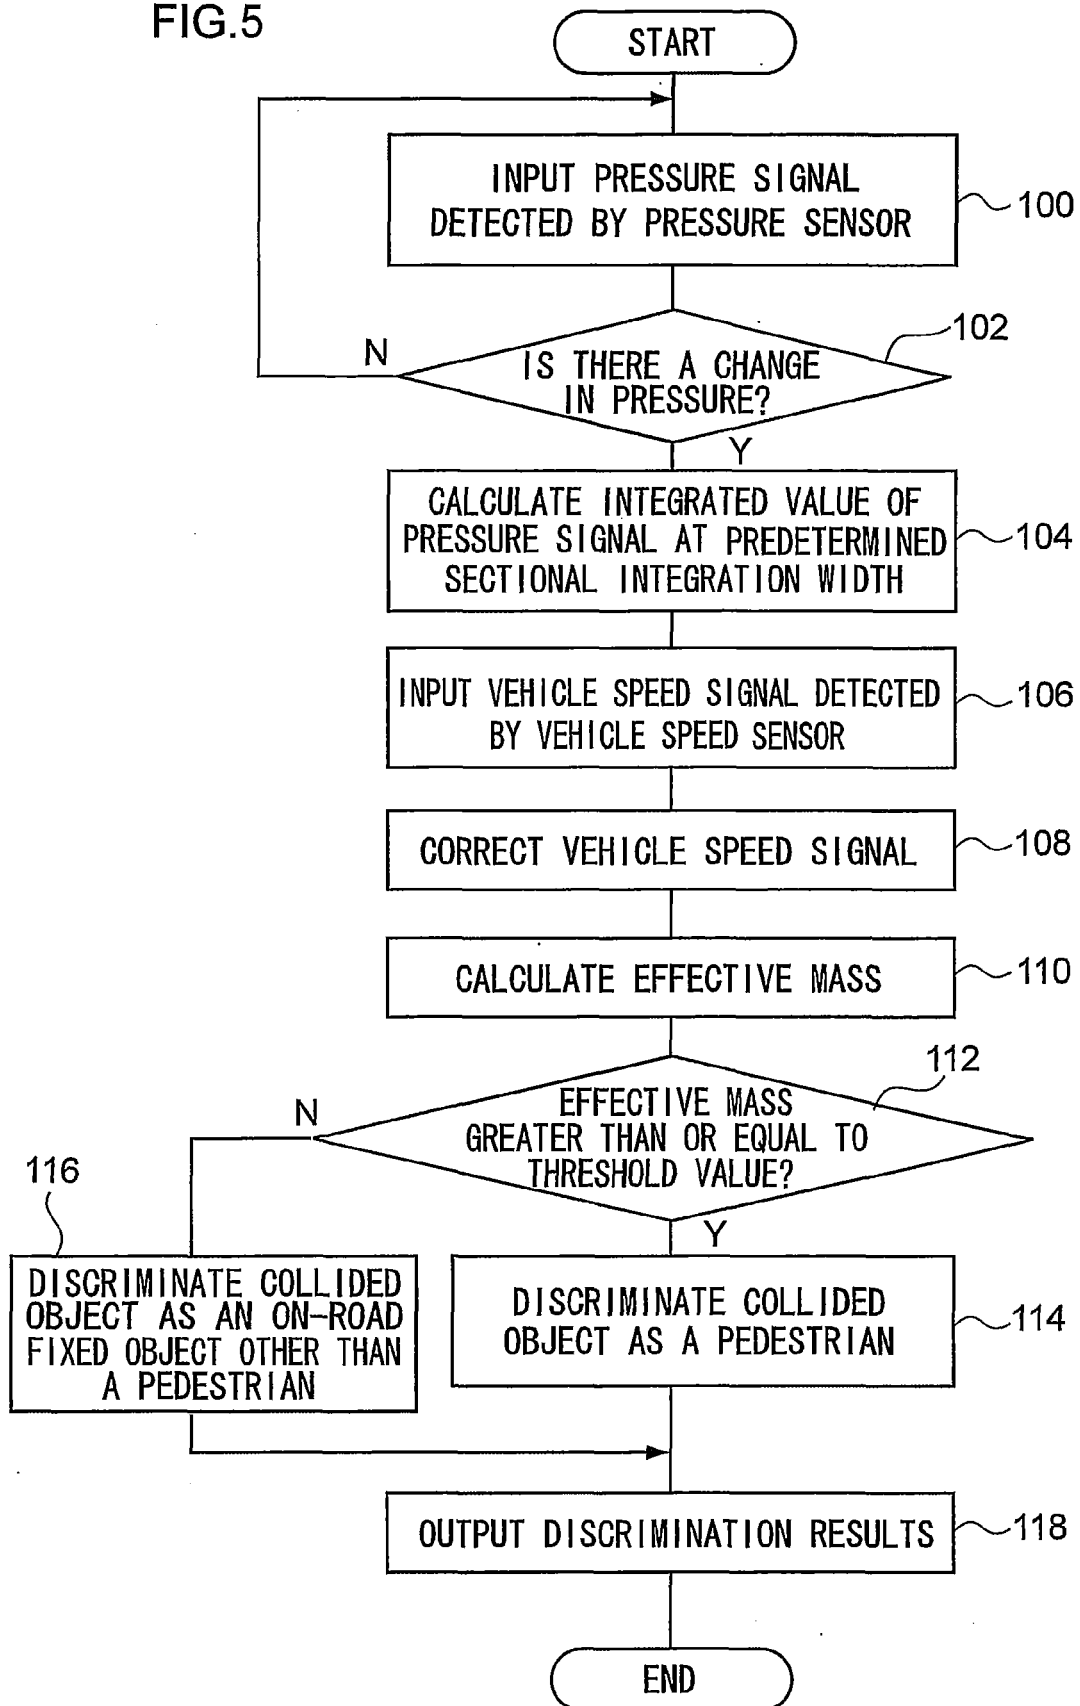 FIG.5
START
INPUT PRESSURE SIGNAL
DETECTED BY PRESSURE SENSOR
100
102
N
IS THERE A CHANGE
IN PRESSURE?
Y
CALCULATE INTEGRATED VALUE OF
PRESSURE SIGNAL AT PREDETERMINED
SECTIONAL INTEGRATION WIDTH
104
INPUT VEHICLE SPEED SIGNAL DETECTED
BY VEHICLE SPEED SENSOR
106
CORRECT VEHICLE SPEED SIGNAL
108
CALCULATE EFFECTIVE MASS
110
112
N
EFFECTIVE MASS
GREATER THAN OR EQUAL TO
THRESHOLD VALUE?
Y
116
DISCRIMINATE COLLIDED
OBJECT AS AN ON-ROAD
FIXED OBJECT OTHER THAN
A PEDESTRIAN
DISCRIMINATE COLLIDED
OBJECT AS A PEDESTRIAN
114
OUTPUT DISCRIMINATION RESULTS
118
END